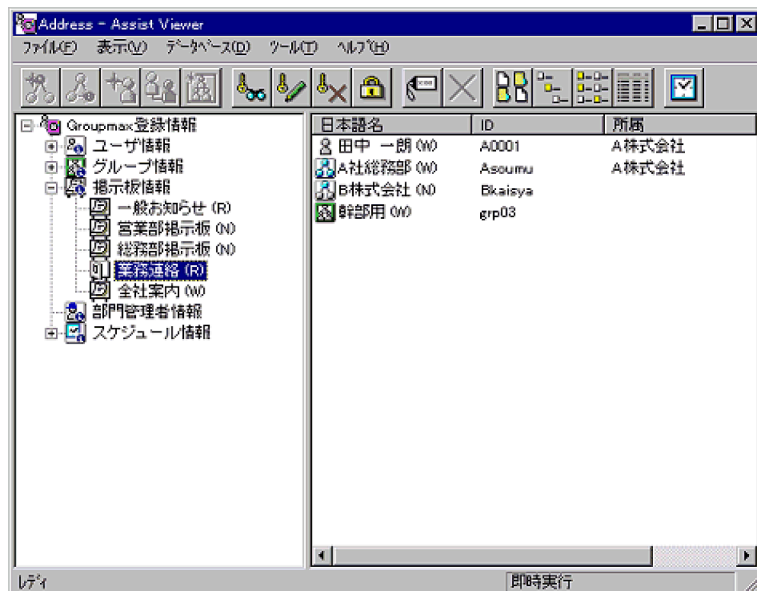 Address - Assist Viewer
ﾌｧｲﾙ(F) 表示(V) ﾃﾞｰﾀﾍﾞｰｽ(D) ﾂｰﾙ(T) ﾍﾙﾌﾟ(H)
Groupmax登録情報
ユーザ情報
グループ情報
掲示板情報
一般お知らせ (R)
営業部掲示板 (N)
総務部掲示板 (N)
業務連絡 (R)
全社案内 (W)
部門管理者情報
スケジュール情報
日本語名 ID 所属
田中 一朗 (W) A0001 A株式会社
A社総務部 (W) Asoumu A株式会社
B株式会社 (N) Bkaisya
幹部用 (W) grp03
ﾚﾃﾞｨ 即時実行